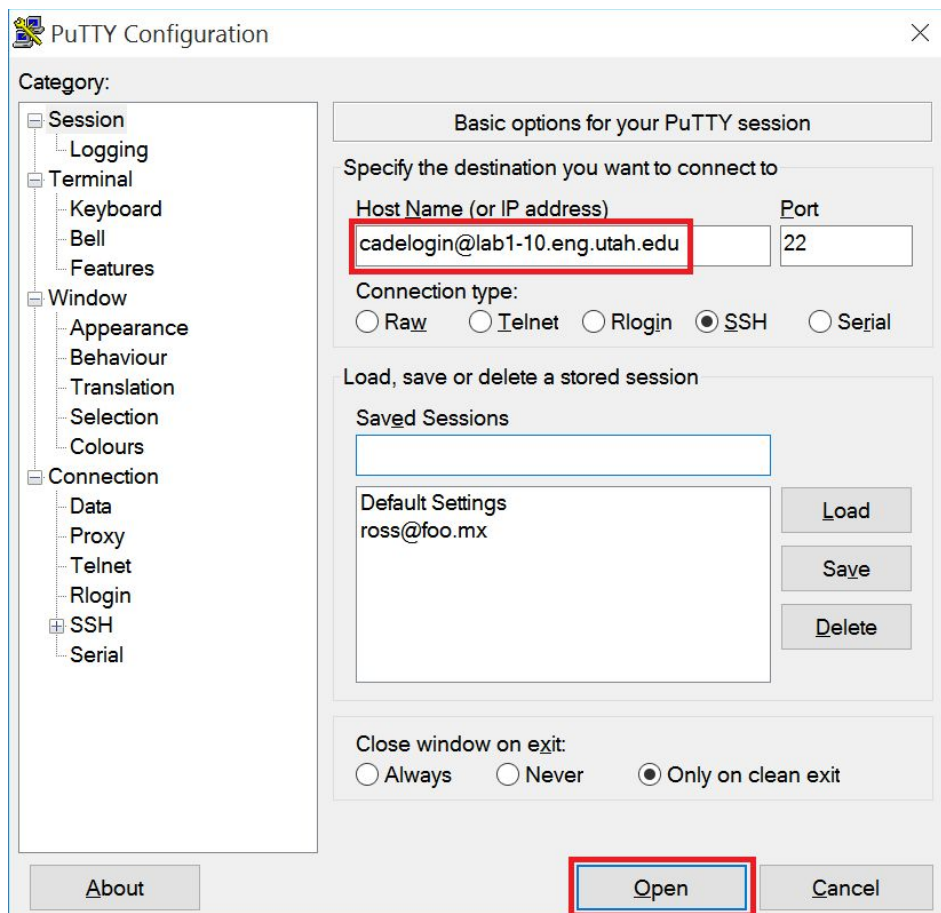 PuTTY Configuration
Category:
Session
Logging
Terminal
Keyboard
Bell
Features
Window
Appearance
Behaviour
Translation
Selection
Colours
Connection
Data
Proxy
Telnet
Rlogin
SSH
Serial
Basic options for your PuTTY session
Specify the destination you want to connect to
Host Name (or IP address) Port
cadelogin@lab1-10.eng.utah.edu 22
Connection type:
Raw Telnet Rlogin SSH Serial
Load, save or delete a stored session
Saved Sessions
Default Settings
ross@foo.mx
Load
Save
Delete
Close window on exit:
Always Never Only on clean exit
About Open Cancel